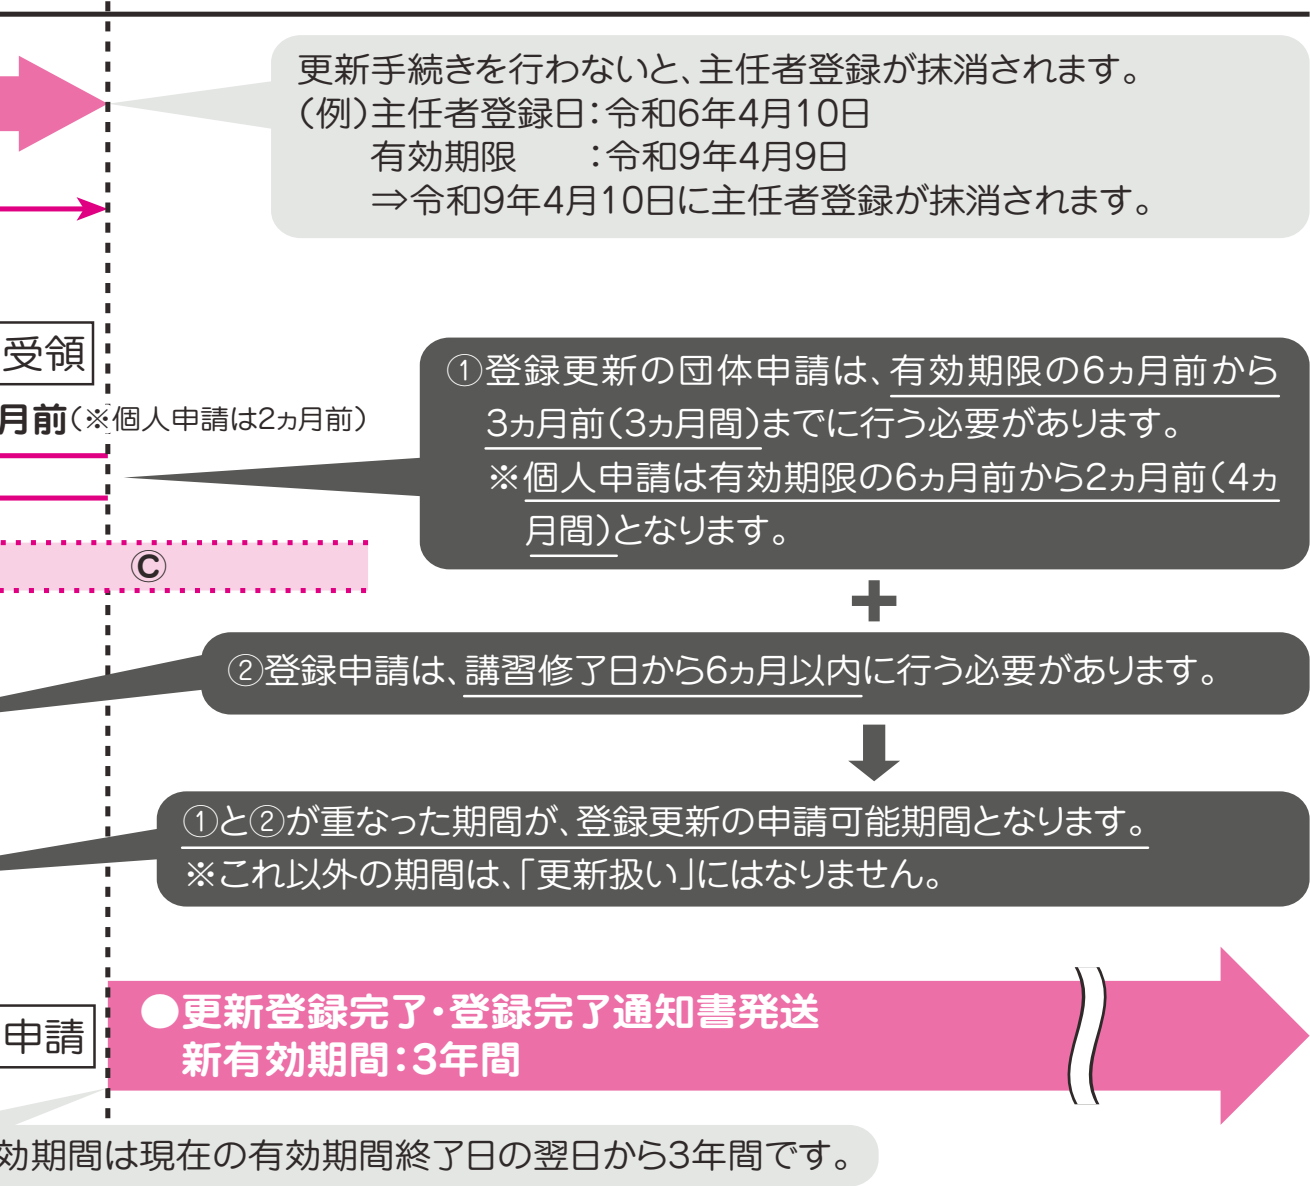 更新手続きを行わないと、主任者登録が抹消されます。
（例）主任者登録日：令和6年4月10日
有効期限　　：令和9年4月9日
⇒令和9年4月10日に主任者登録が抹消されます。
受領
月前（※個人申請は2ヵ月前）
①登録更新の団体申請は、有効期限の6ヵ月前から
3ヵ月前（3ヵ月間）までに行う必要があります。
※個人申請は有効期限の6ヵ月前から2ヵ月前（4ヵ
月間）となります。
Ⓒ
＋
②登録申請は、講習修了日から6ヵ月以内に行う必要があります。
①と②が重なった期間が、登録更新の申請可能期間となります。
※これ以外の期間は、「更新扱い」にはなりません。
申請
●更新登録完了・登録完了通知書発送
新有効期間：3年間
効期間は現在の有効期間終了日の翌日から3年間です。